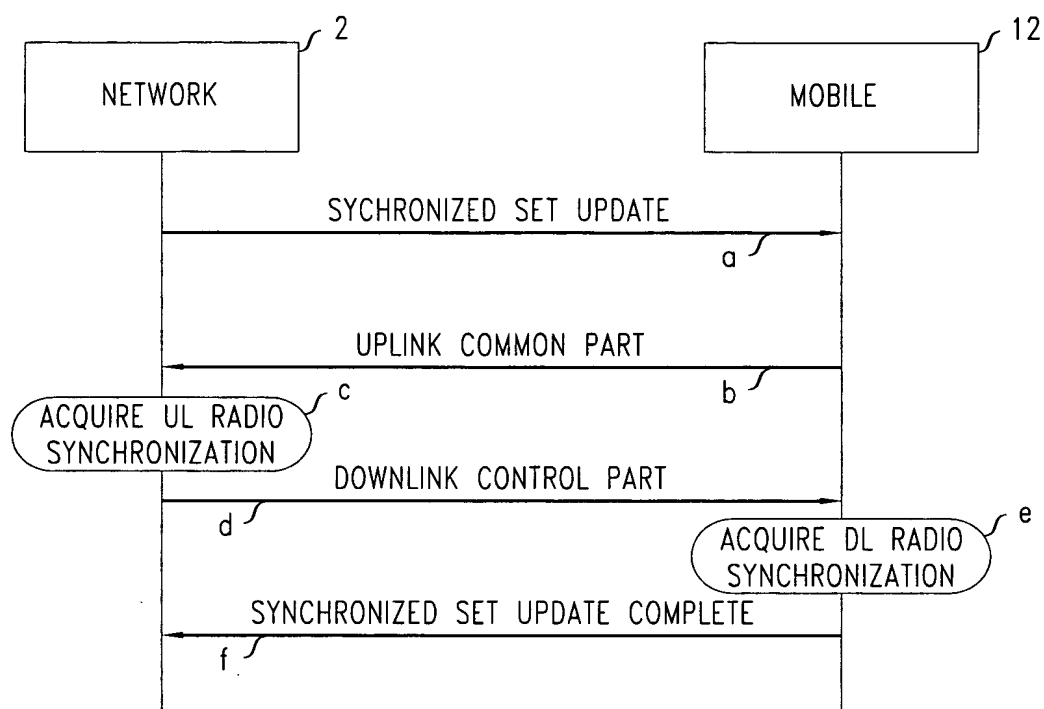 2
12
NETWORK
MOBILE
SYCHRONIZED SET UPDATE
a
UPLINK COMMON PART
b
c
ACQUIRE UL RADIO
SYNCHRONIZATION
DOWNLINK CONTROL PART
d
e
ACQUIRE DL RADIO
SYNCHRONIZATION
SYNCHRONIZED SET UPDATE COMPLETE
f